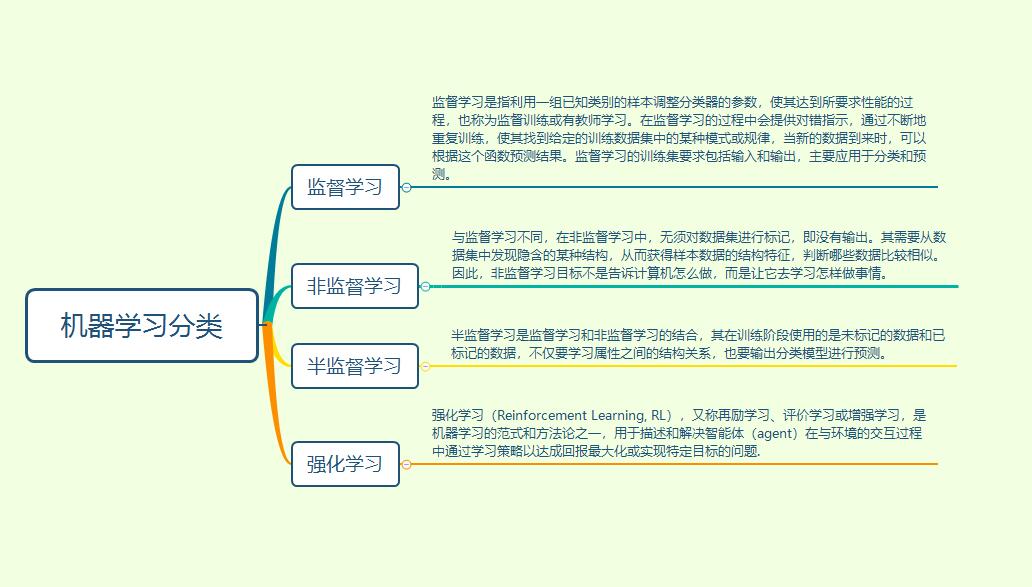 机器学习分类
监督学习
监督学习是指利用一组已知类别的样本调整分类器的参数，使其达到所要求性能的过
程，也称为监督训练或有教师学习。在监督学习的过程中会提供对错指示，通过不断地
重复训练，使其找到给定的训练数据集中的某种模式或规律，当新的数据到来时，可以
根据这个函数预测结果。监督学习的训练集要求包括输入和输出，主要应用于分类和预
测。
非监督学习
与监督学习不同，在非监督学习中，无须对数据集进行标记，即没有输出。其需要从数
据集中发现隐含的某种结构，从而获得样本数据的结构特征，判断哪些数据比较相似。
因此，非监督学习目标不是告诉计算机怎么做，而是让它去学习怎样做事情。
半监督学习
半监督学习是监督学习和非监督学习的结合，其在训练阶段使用的是未标记的数据和已
标记的数据，不仅要学习属性之间的结构关系，也要输出分类模型进行预测。
强化学习
强化学习（Reinforcement Learning, RL），又称再励学习、评价学习或增强学习，是
机器学习的范式和方法论之一，用于描述和解决智能体（agent）在与环境的交互过程
中通过学习策略以达成回报最大化或实现特定目标的问题.